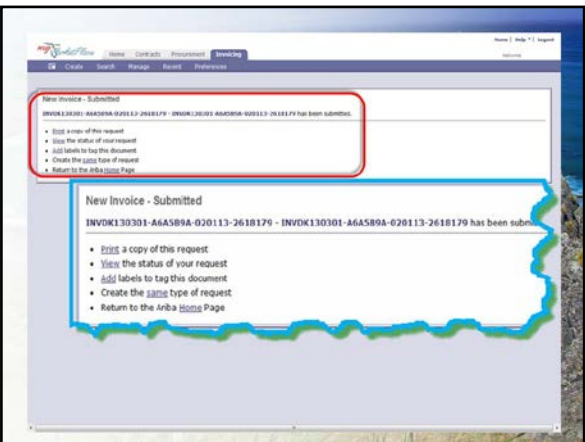 Home | Help | Logout
Home Contracts Procurement Invoicing
Welcome
Create Search Manage Recent Preferences
New Invoice - Submitted
INVDK130301-A6A589A-020113-2618179 - INVDK130301-A6A589A-020113-2618179 has been submitted.
• Print a copy of this request
• View the status of your request
• Add labels to tag this document
• Create the same type of request
• Return to the Ariba Home Page
New Invoice - Submitted
INVDK130301-A6A589A-020113-2618179 - INVDK130301-A6A589A-020113-2618179 has been subm
• Print a copy of this request
• View the status of your request
• Add labels to tag this document
• Create the same type of request
• Return to the Ariba Home Page